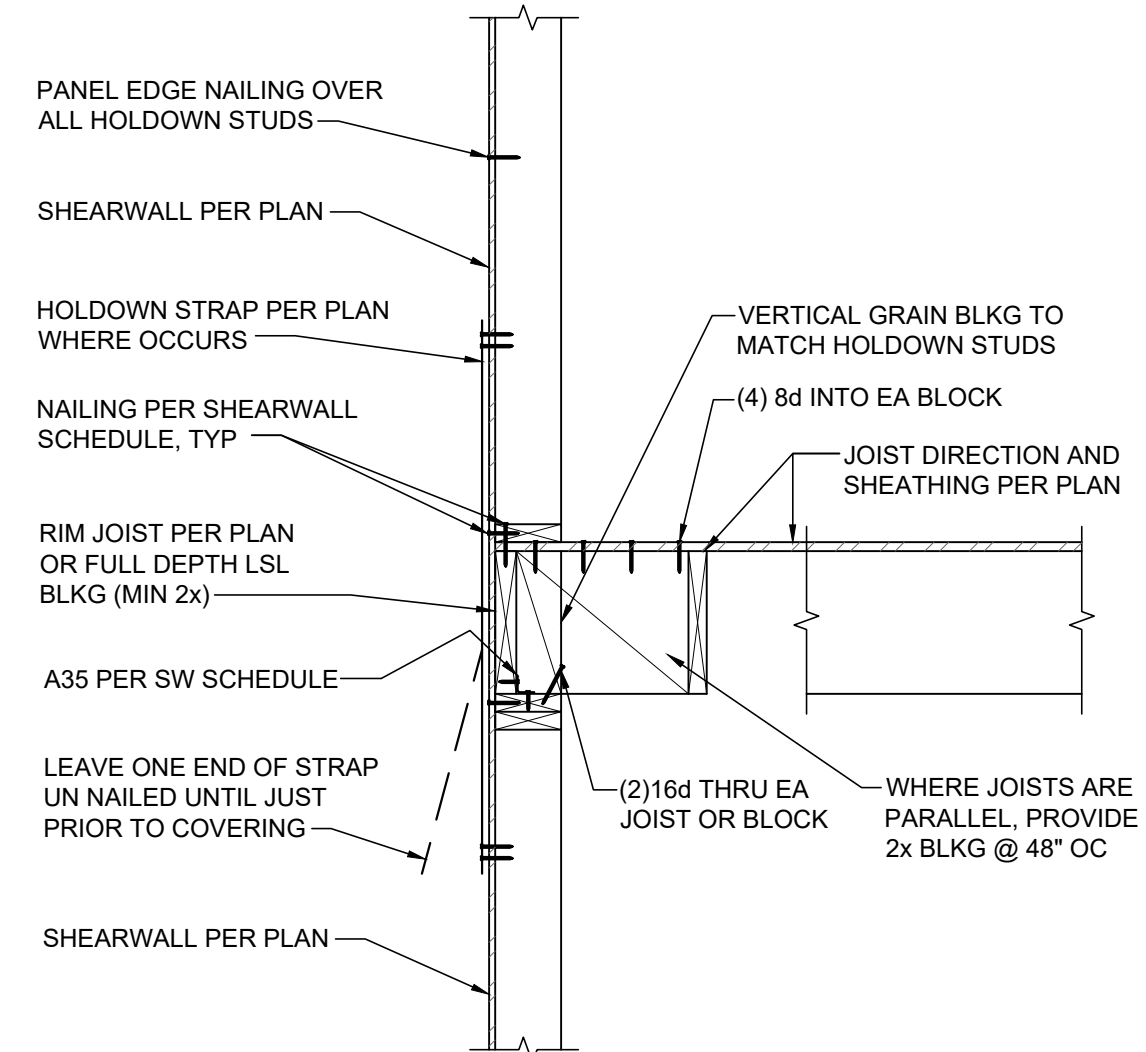 PANEL EDGE NAILING OVER
ALL HOLDOWN STUDS
SHEARWALL PER PLAN
HOLDOWN STRAP PER PLAN
WHERE OCCURS
NAILING PER SHEARWALL
SCHEDULE, TYP
RIM JOIST PER PLAN
OR FULL DEPTH LSL
BLKG (MIN 2x)
A35 PER SW SCHEDULE
LEAVE ONE END OF STRAP
UN NAILED UNTIL JUST
PRIOR TO COVERING
SHEARWALL PER PLAN
VERTICAL GRAIN BLKG TO
MATCH HOLDOWN STUDS
(4) 8d INTO EA BLOCK
JOIST DIRECTION AND
SHEATHING PER PLAN
(2)16d THRU EA
JOIST OR BLOCK
WHERE JOISTS ARE
PARALLEL, PROVIDE
2x BLKG @ 48" OC